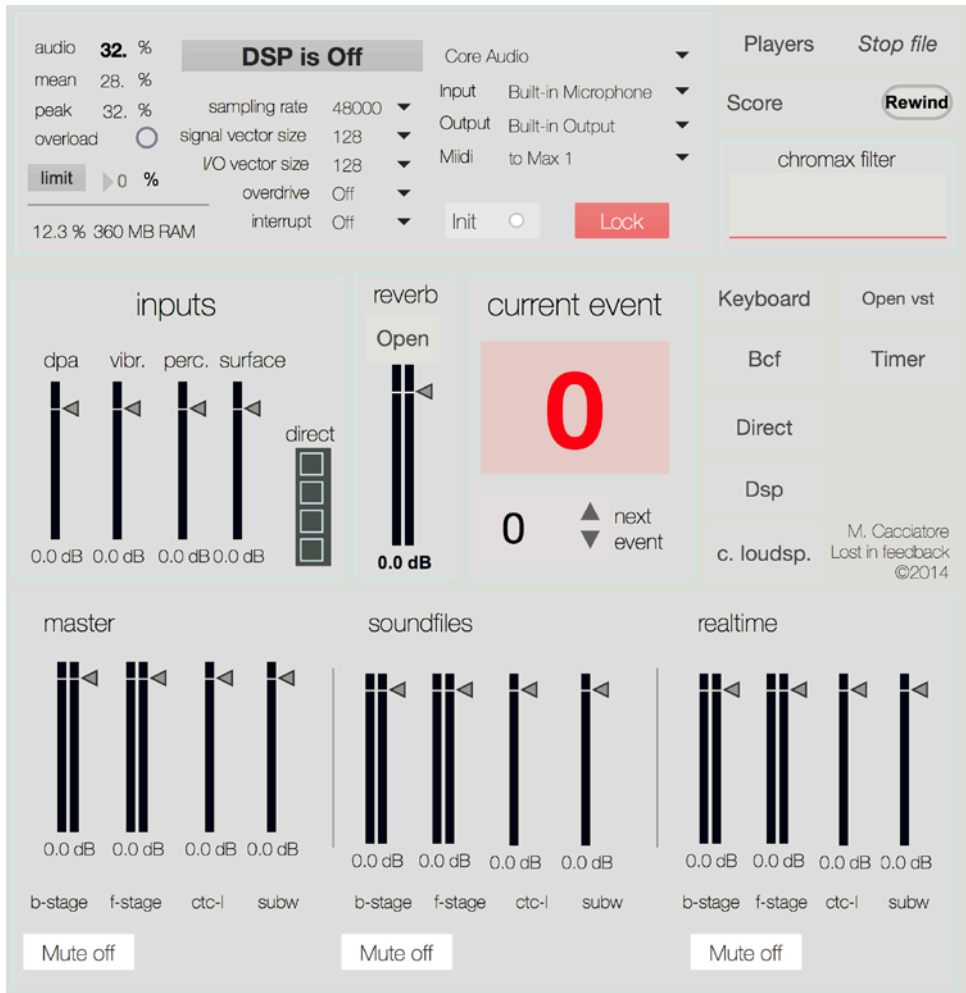 audio 32. %
mean 28. %
peak 32. %
overload
limit 0 %
12.3 % 360 MB RAM
DSP is Off
sampling rate 48000
signal vector size 128
I/O vector size 128
overdrive Off
interrupt Off
Core Audio
Input Built-in Microphone
Output Built-in Output
Miidi to Max 1
Init Lock
Players Stop file
Score Rewind
chromax filter
inputs
dpa vibr. perc. surface
direct
0.0 dB 0.0 dB 0.0 dB 0.0 dB
reverb
Open
0.0 dB
current event
0
0 next
event
Keyboard Open vst
Bcf Timer
Direct
Dsp
c. loudsp.
M. Cacciatore
Lost in feedback
©2014
master
0.0 dB 0.0 dB 0.0 dB 0.0 dB
b-stage f-stage ctc-l subw
Mute off
soundfiles
0.0 dB 0.0 dB 0.0 dB 0.0 dB
b-stage f-stage ctc-l subw
Mute off
realtime
0.0 dB 0.0 dB 0.0 dB 0.0 dB
b-stage f-stage ctc-l subw
Mute off